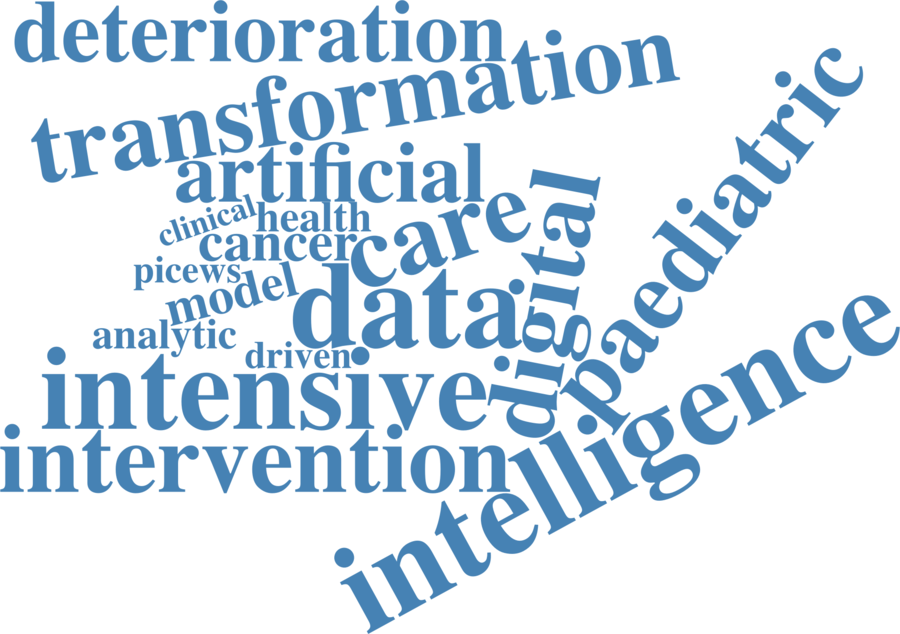 deterioration
transformation
artificial
clinical
health
cancer
care
digital
paediatric
picews
model
data
analytic
driven
intensive
intervention
intelligence